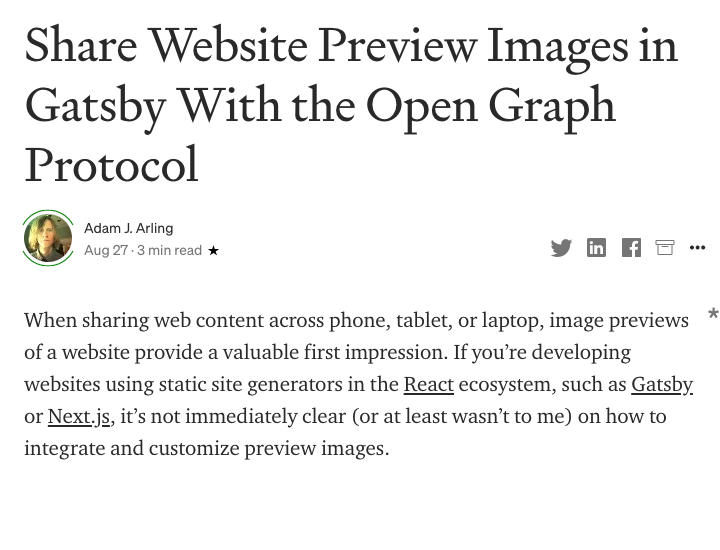 Share Website Preview Images in
Gatsby With the Open Graph
Protocol
Adam J. Arling
Aug 27 · 3 min read ★
When sharing web content across phone, tablet, or laptop, image previews
of a website provide a valuable first impression. If you’re developing
websites using static site generators in the React ecosystem, such as Gatsby
or Next.js, it’s not immediately clear (or at least wasn’t to me) on how to
integrate and customize preview images.